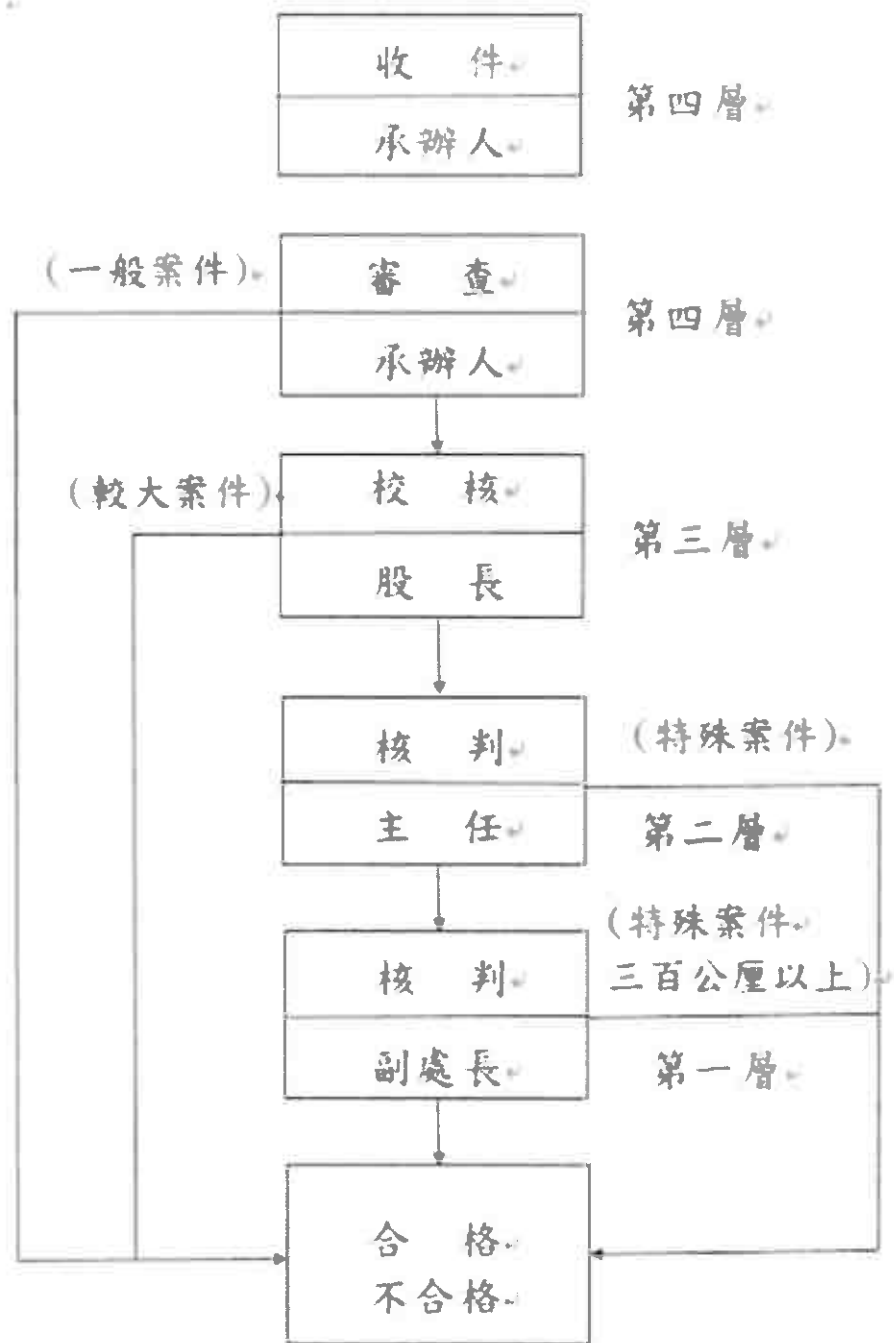 收 件
第四層
承辦人
(一般案件)
審 查
第四層
承辦人
(較大案件)
校 核
第三層
股 長
核 判
(特殊案件)
主 任
第二層
(特殊案件
核 判
三百公厘以上)
副處長
第一層
合 格
不合格